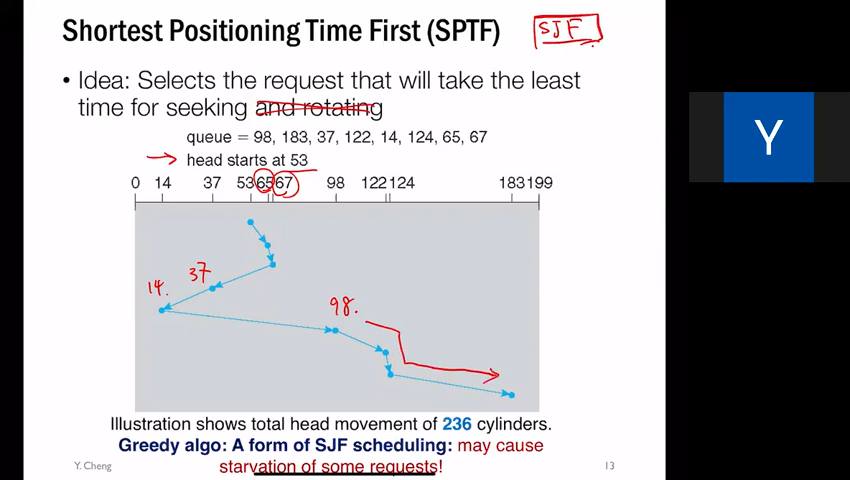 Shortest Positioning Time First (SPTF) SJF
• Idea: Selects the request that will take the least
time for seeking and rotating
queue = 98, 183, 37, 122, 14, 124, 65, 67
head starts at 53
0 14 37 53 65 67 98 122 124 183 199
37
14.
98.
Illustration shows total head movement of 236 cylinders.
Greedy algo: A form of SJF scheduling: may cause
starvation of some requests!
Y. Cheng 13
Y